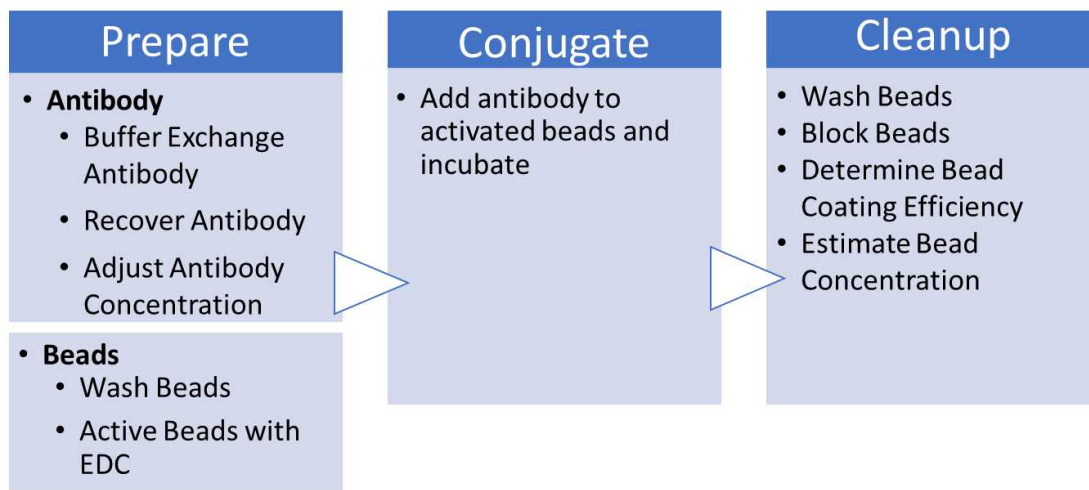 Prepare
• Antibody
• Buffer Exchange
Antibody
• Recover Antibody
• Adjust Antibody
Concentration
• Beads
• Wash Beads
• Active Beads with
EDC
Conjugate
• Add antibody to
activated beads and
incubate
Cleanup
• Wash Beads
• Block Beads
• Determine Bead
Coating Efficiency
• Estimate Bead
Concentration